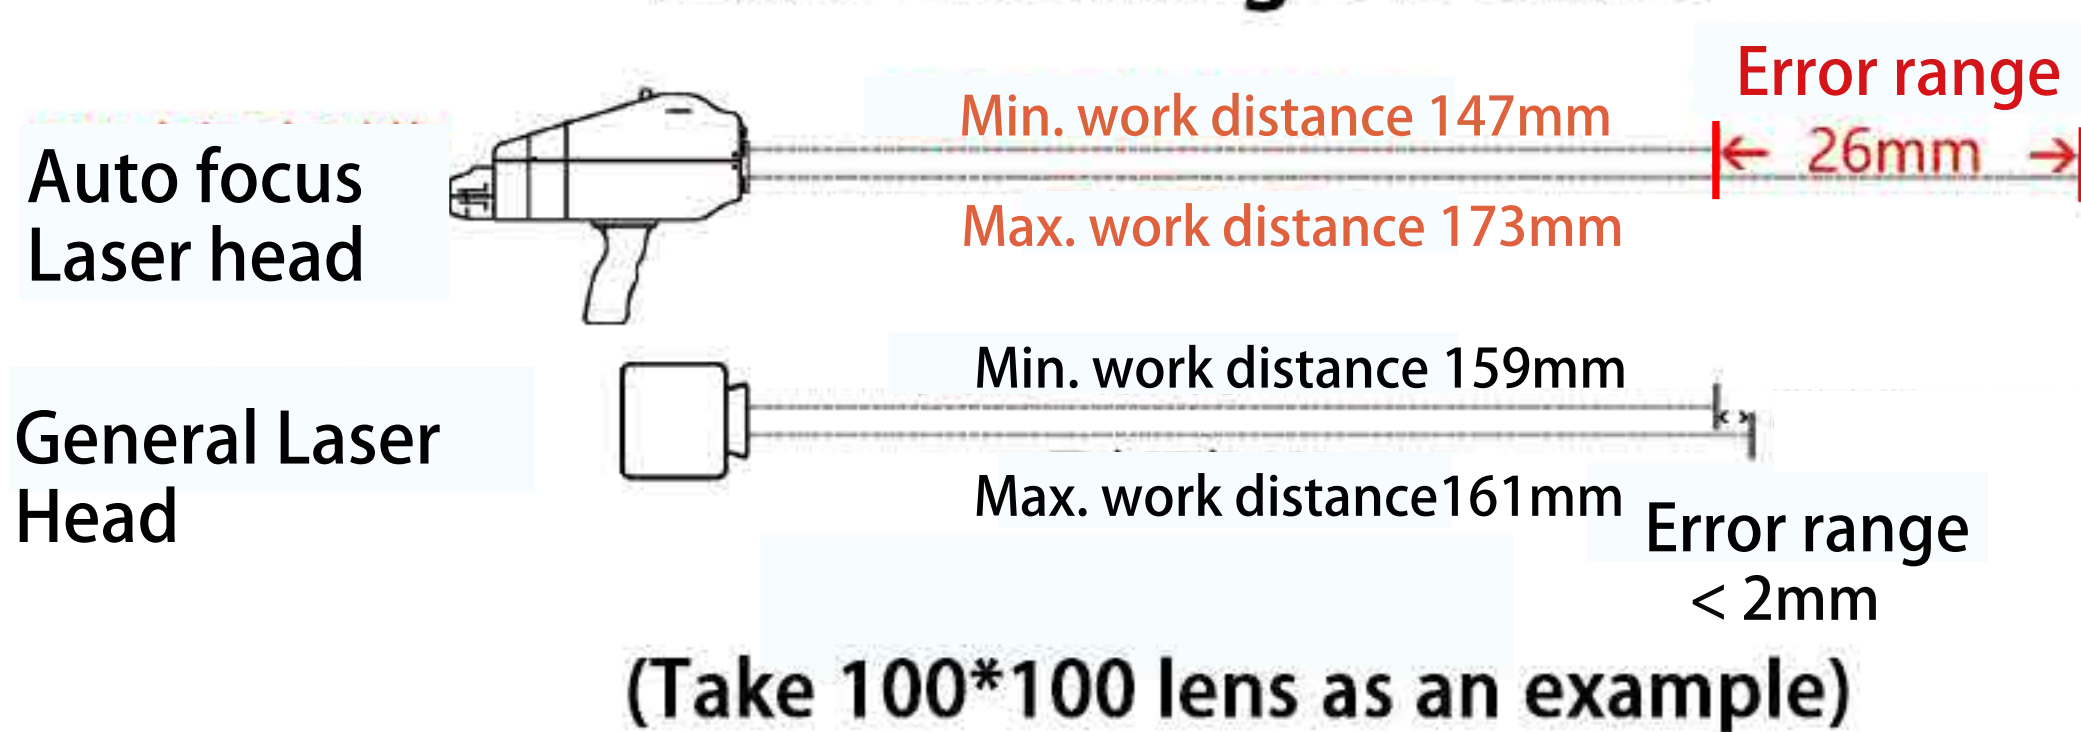 Error range
Min. work distance 147mm
26mm
Auto focus
Laser head
Max. work distance 173mm
Min. work distance 159mm
General Laser
Head
Max. work distance161mm
Error range
< 2mm
(Take 100*100 lens as an example)